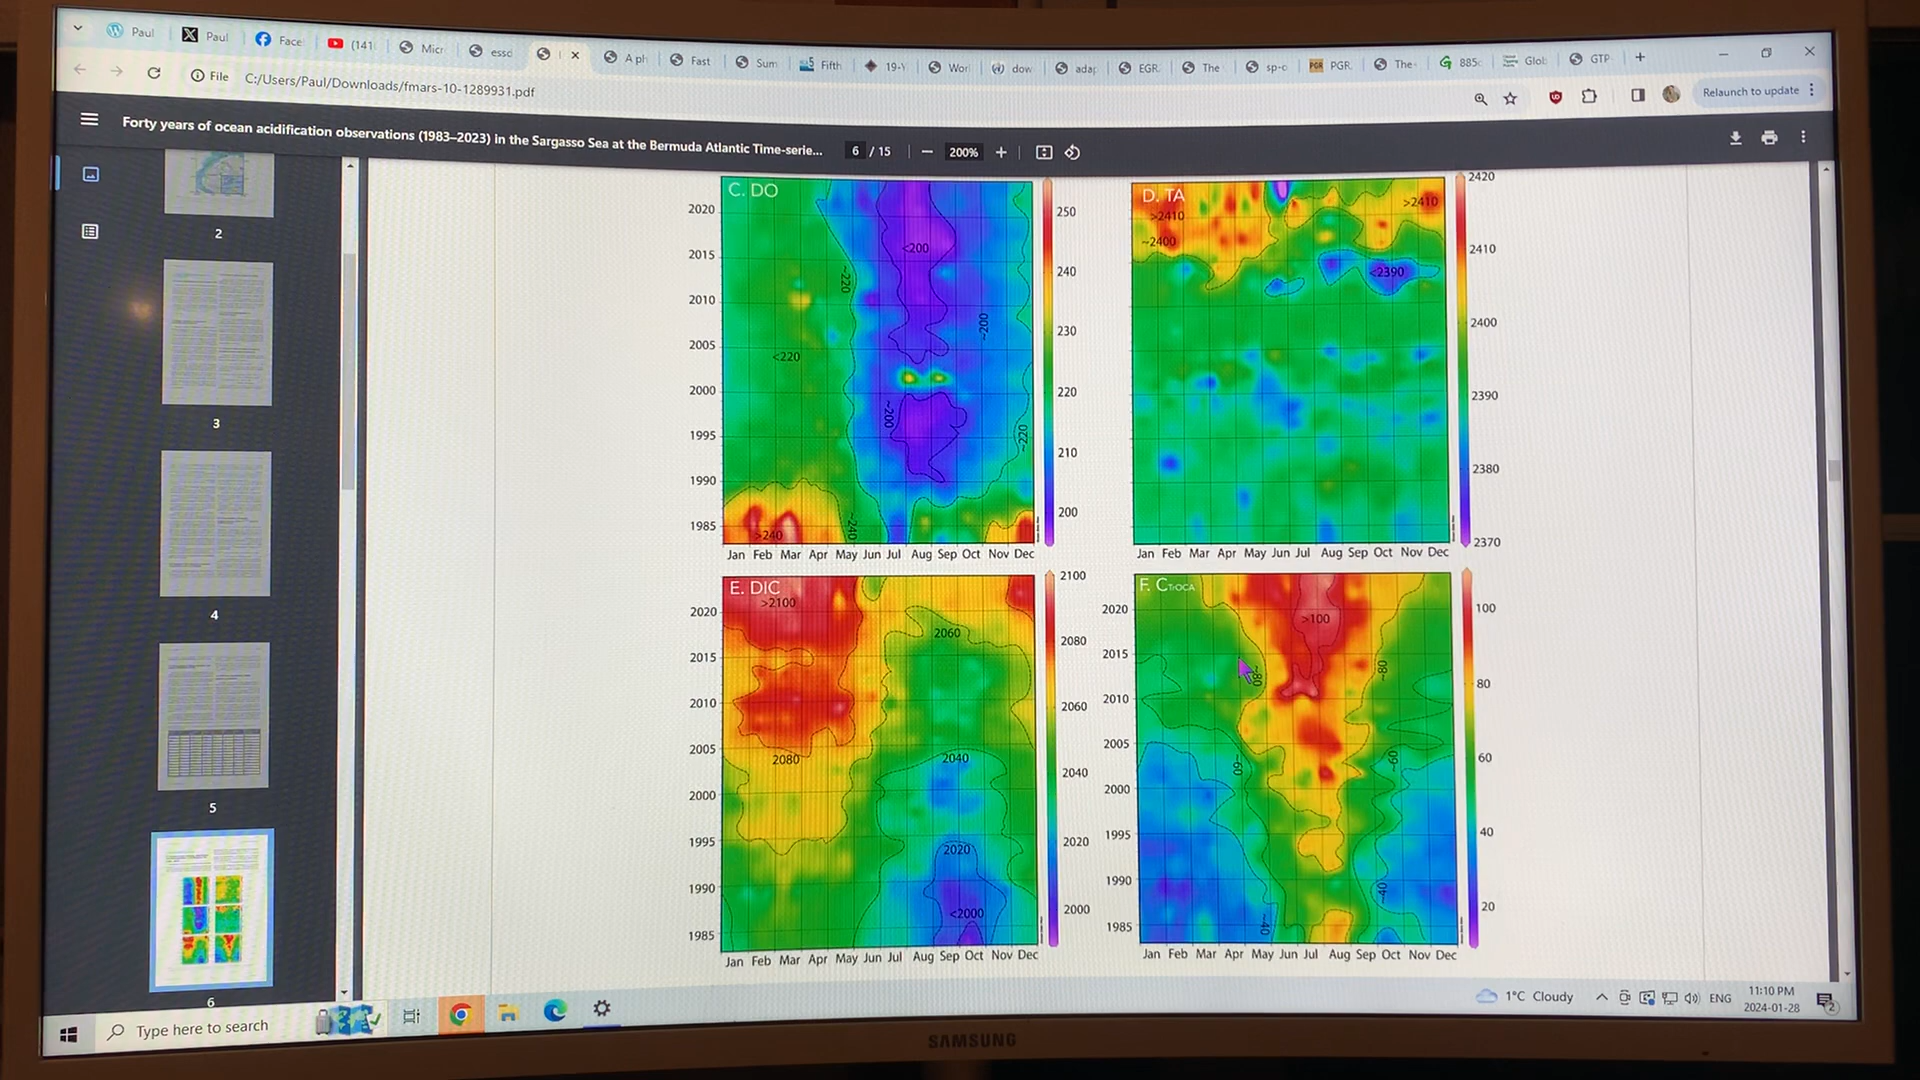 Paul
Paul
Face
(141
Micr
essd
A ph
Fast
Sum
Fifth
19-V
Worl
dow
adap
EGR.
The
sp-c
PGR
PGR.
The
885c
Glob
GTP
File
C:/Users/Paul/Downloads/fmars-10-1289931.pdf
Relaunch to update
Forty years of ocean acidification observations (1983–2023) in the Sargasso Sea at the Bermuda Atlantic Time-serie...
6 / 15
200%
2
3
4
5
6
C. DO
<200
~220
~200
<220
~200
~220
>240
~240
2020
2015
2010
2005
2000
1995
1990
1985
Jan Feb Mar Apr May Jun Jul Aug Sep Oct Nov Dec
250
240
230
220
210
200
D. TA
>2410
>2410
~2400
<2390
Jan Feb Mar Apr May Jun Jul Aug Sep Oct Nov Dec
2420
2410
2400
2390
2380
2370
E. DIC
>2100
2060
2080
2040
2020
<2000
2020
2015
2010
2005
2000
1995
1990
1985
Jan Feb Mar Apr May Jun Jul Aug Sep Oct Nov Dec
2100
2080
2060
2040
2020
2000
F. CTrOCA
>100
~80
~80
~60
~60
~40
~40
2020
2015
2010
2005
2000
1995
1990
1985
Jan Feb Mar Apr May Jun Jul Aug Sep Oct Nov Dec
100
80
60
40
20
Type here to search
1°C Cloudy
ENG
11:10 PM
2024-01-28
2
SAMSUNG